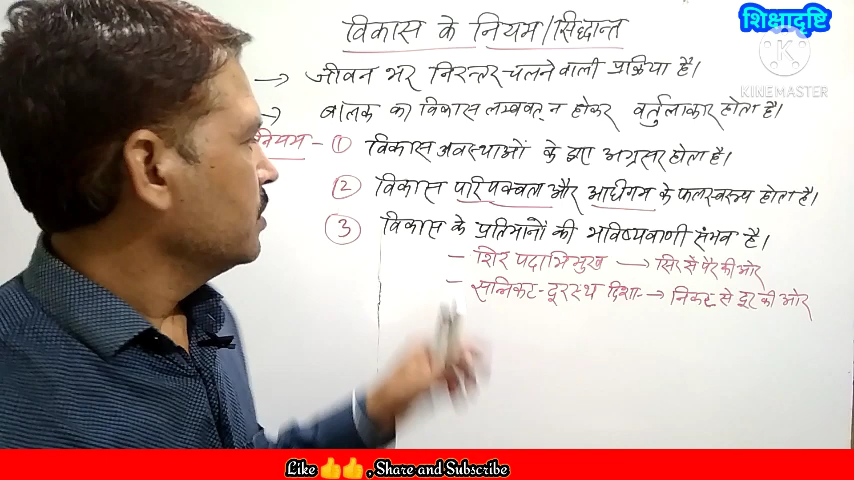 शिक्षादृष्टि
KINEMASTER
विकास के नियम/सिद्धान्त
→ जीवन भर निरन्तर चलने वाली प्रक्रिया है।
→ बालक का विकास लम्बवत् न होकर वर्तुलाकार होता है।
नियम - ① विकास अवस्थाओं के द्वारा अग्रसर होता है।
② विकास परिपक्वता और अधिगम के फलस्वरूप होता है।
③ विकास के प्रतिमानों की भविष्यवाणी संभव है।
- शिर पदाभिमुख → सिर से पैर की ओर
- सन्निकट-दूरस्थ दिशा → निकट से दूर की ओर
Like 👍👍 , Share and Subscribe